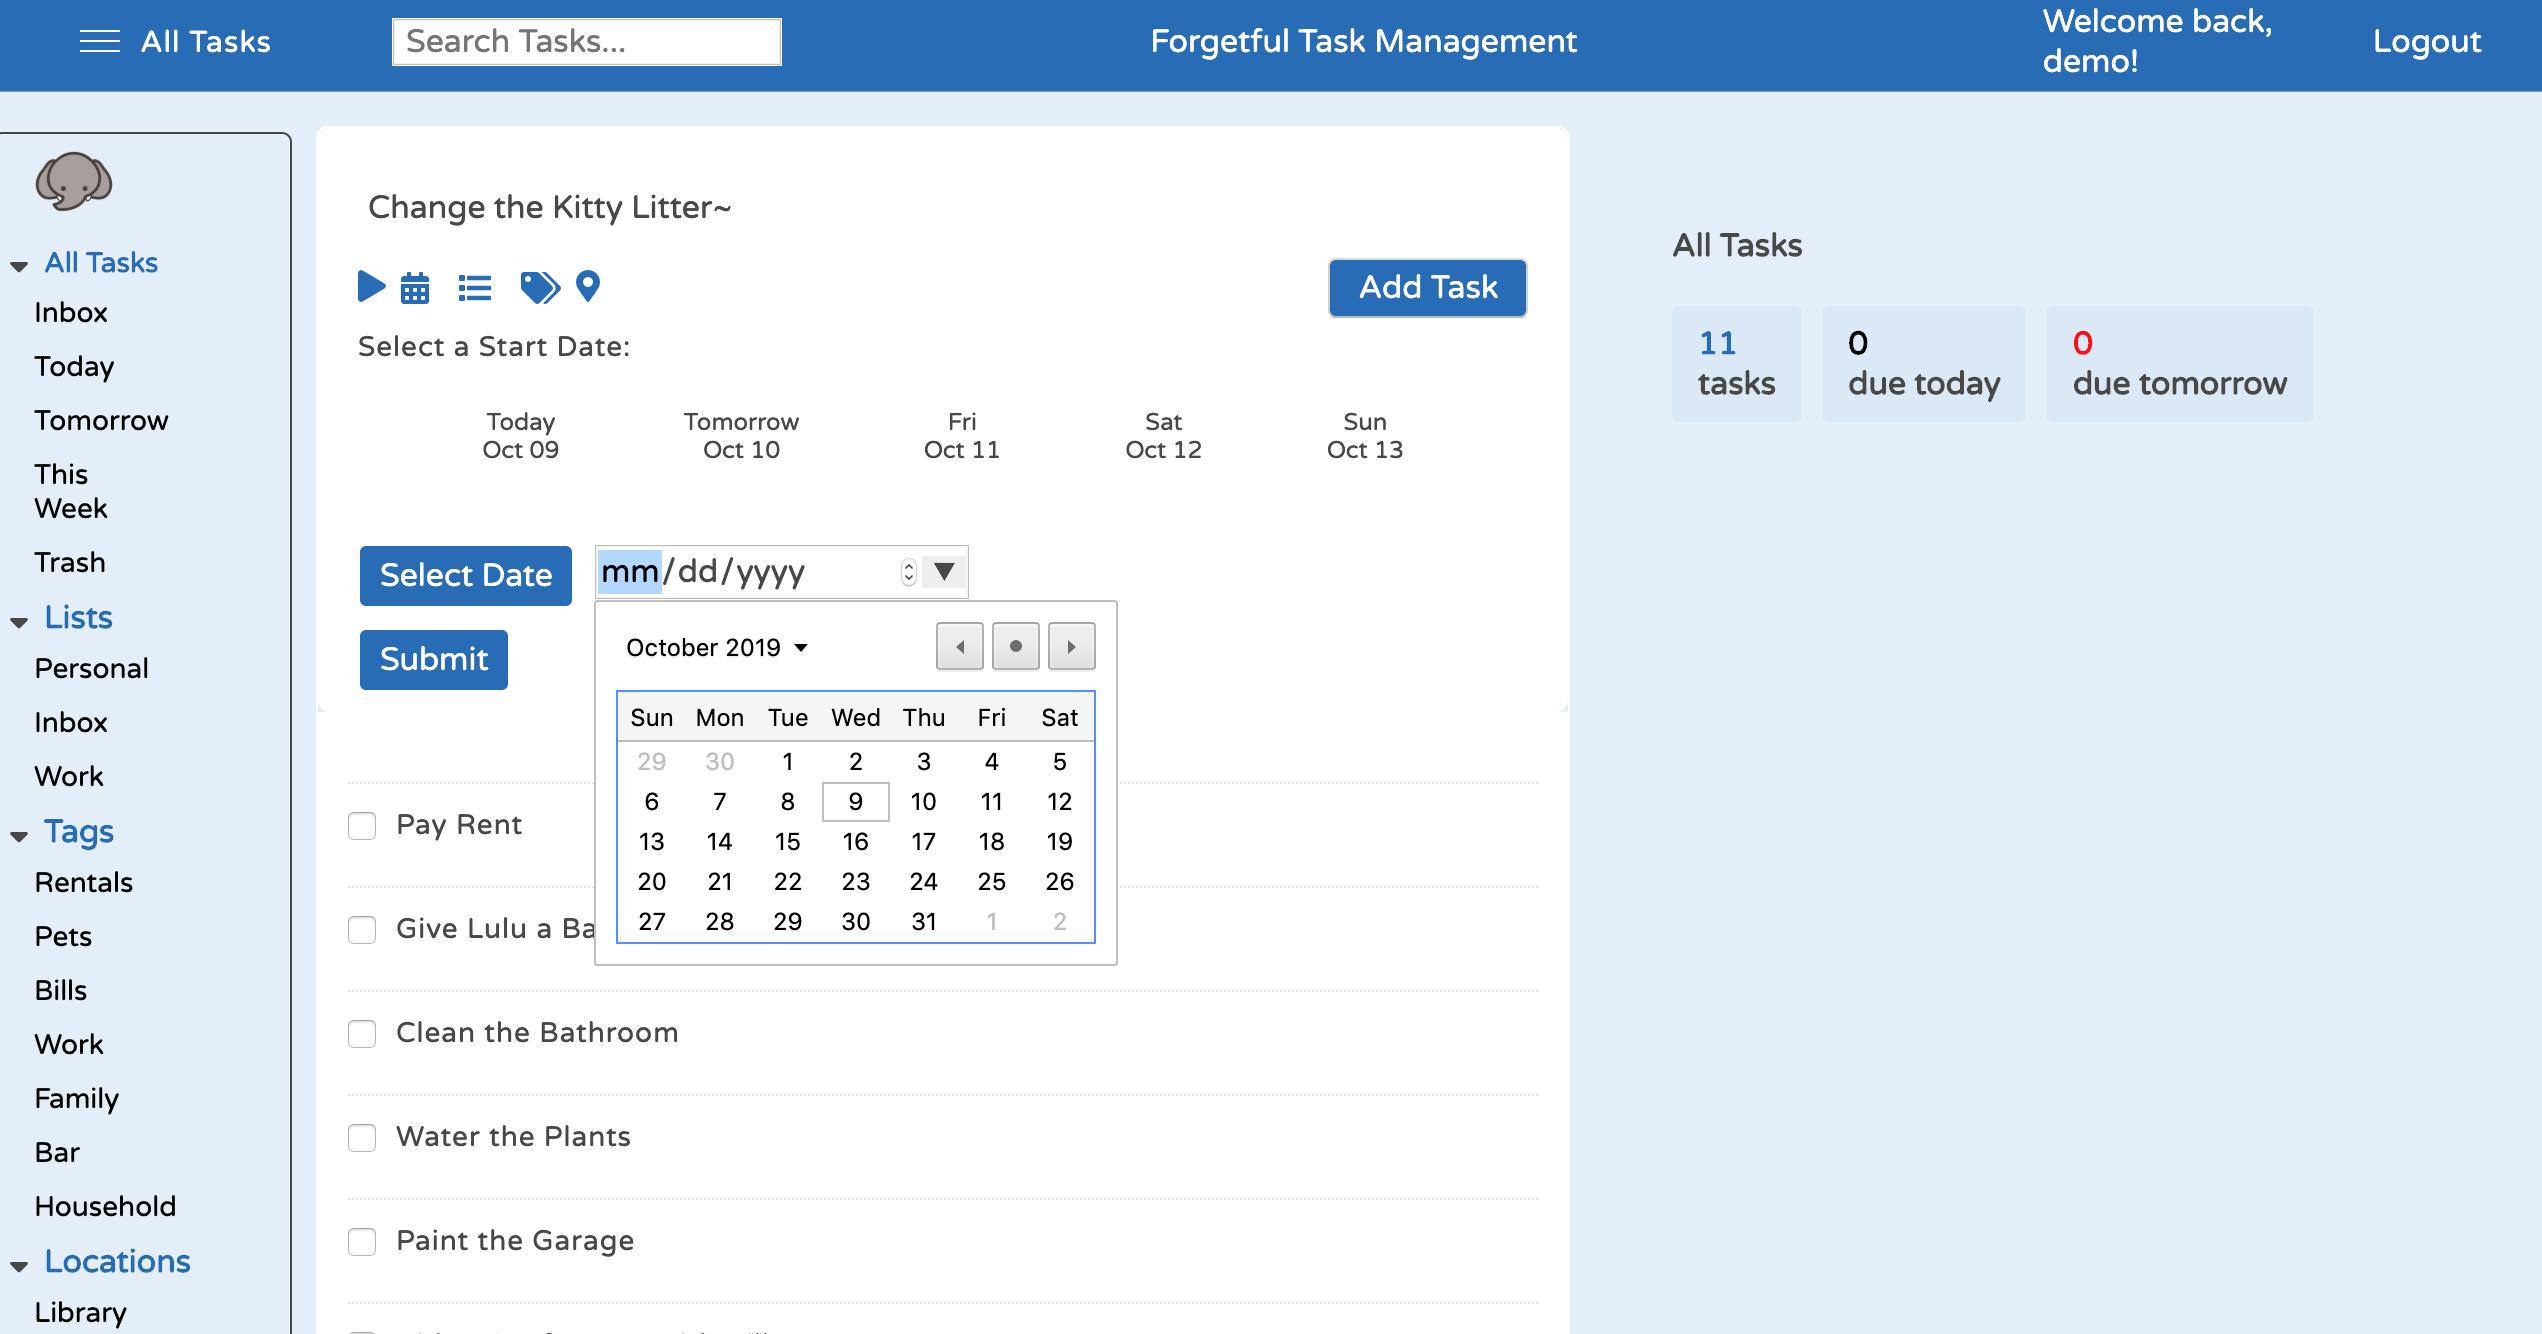 All Tasks
Search Tasks...
Forgetful Task Management
Welcome back,
demo!
Logout
All Tasks
Inbox
Today
Tomorrow
This
Week
Trash
Lists
Personal
Inbox
Work
Tags
Rentals
Pets
Bills
Work
Family
Bar
Household
Locations
Library
Change the Kitty Litter~
Add Task
Select a Start Date:
Today Tomorrow Fri Sat Sun
Oct 09 Oct 10 Oct 11 Oct 12 Oct 13
Select Date
mm/dd/yyyy
Submit
October 2019
Sun Mon Tue Wed Thu Fri Sat
29 30 1 2 3 4 5
6 7 8 9 10 11 12
13 14 15 16 17 18 19
20 21 22 23 24 25 26
27 28 29 30 31 1 2
Pay Rent
Give Lulu a Ba
Clean the Bathroom
Water the Plants
Paint the Garage
All Tasks
11
tasks
0
due today
0
due tomorrow